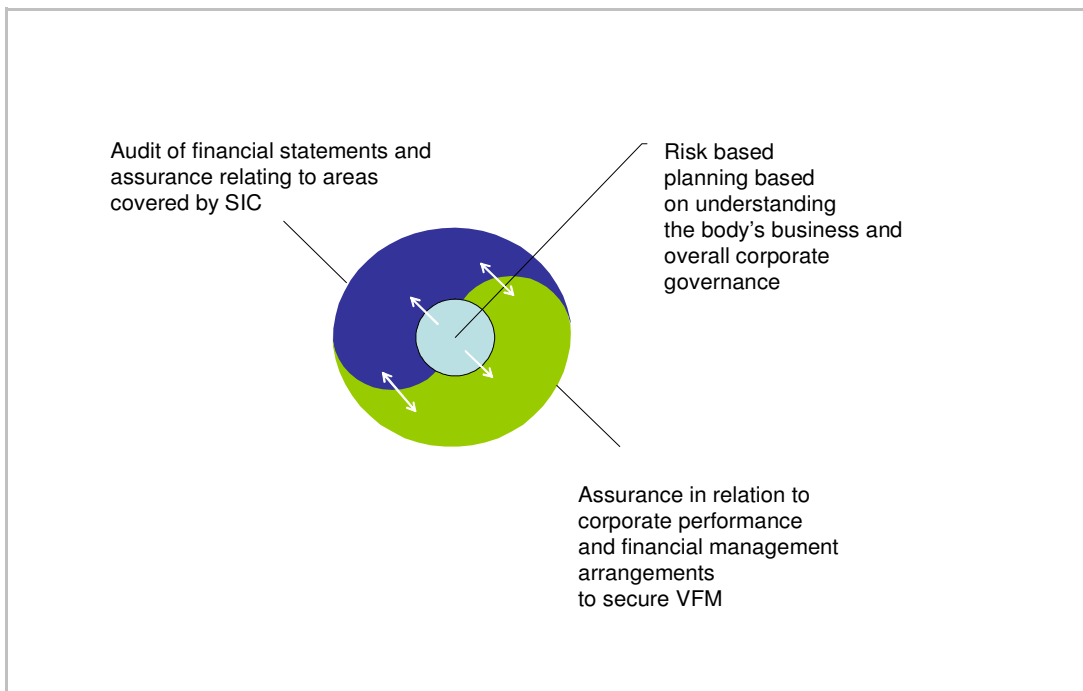 Audit of financial statements and
assurance relating to areas
covered by SIC
Risk based
planning based
on understanding
the body's business and
overall corporate
governance
Assurance in relation to
corporate performance
and financial management
arrangements
to secure VFM